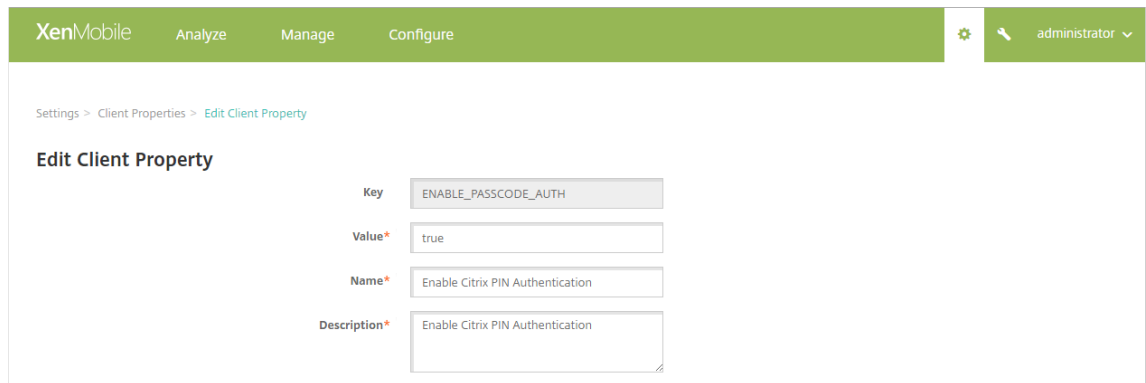 XenMobile Analyze Manage Configure administrator
Settings > Client Properties > Edit Client Property
Edit Client Property
Key ENABLE_PASSCODE_AUTH
Value* true
Name* Enable Citrix PIN Authentication
Description* Enable Citrix PIN Authentication